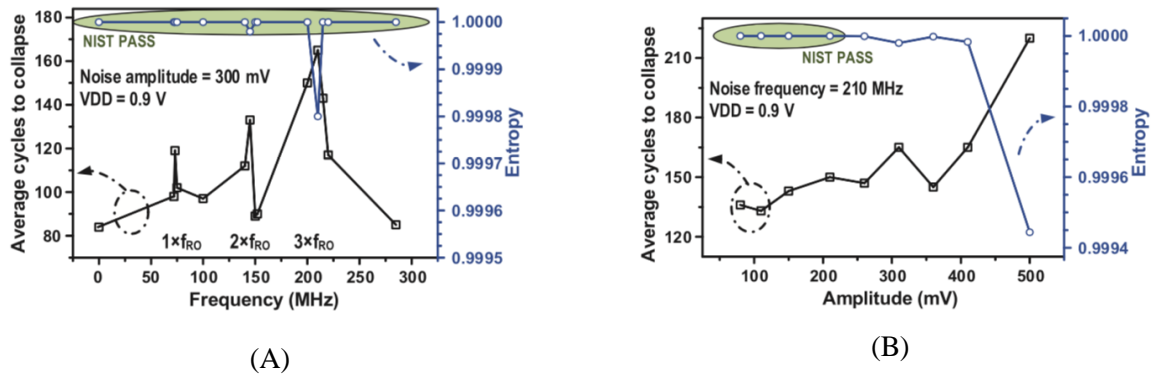 180
160
140
120
100
80
Average cycles to collapse
NIST PASS
Noise amplitude = 300 mV
VDD = 0.9 V
1×fRO 2×fRO 3×fRO
0 50 100 150 200 250 300
Frequency (MHz)
1.0000
0.9999
0.9998
0.9997
0.9996
0.9995
Entropy
(A)
210
180
150
120
Average cycles to collapse
NIST PASS
Noise frequency = 210 MHz
VDD = 0.9 V
100 200 300 400 500
Amplitude (mV)
1.0000
0.9998
0.9996
0.9994
Entropy
(B)